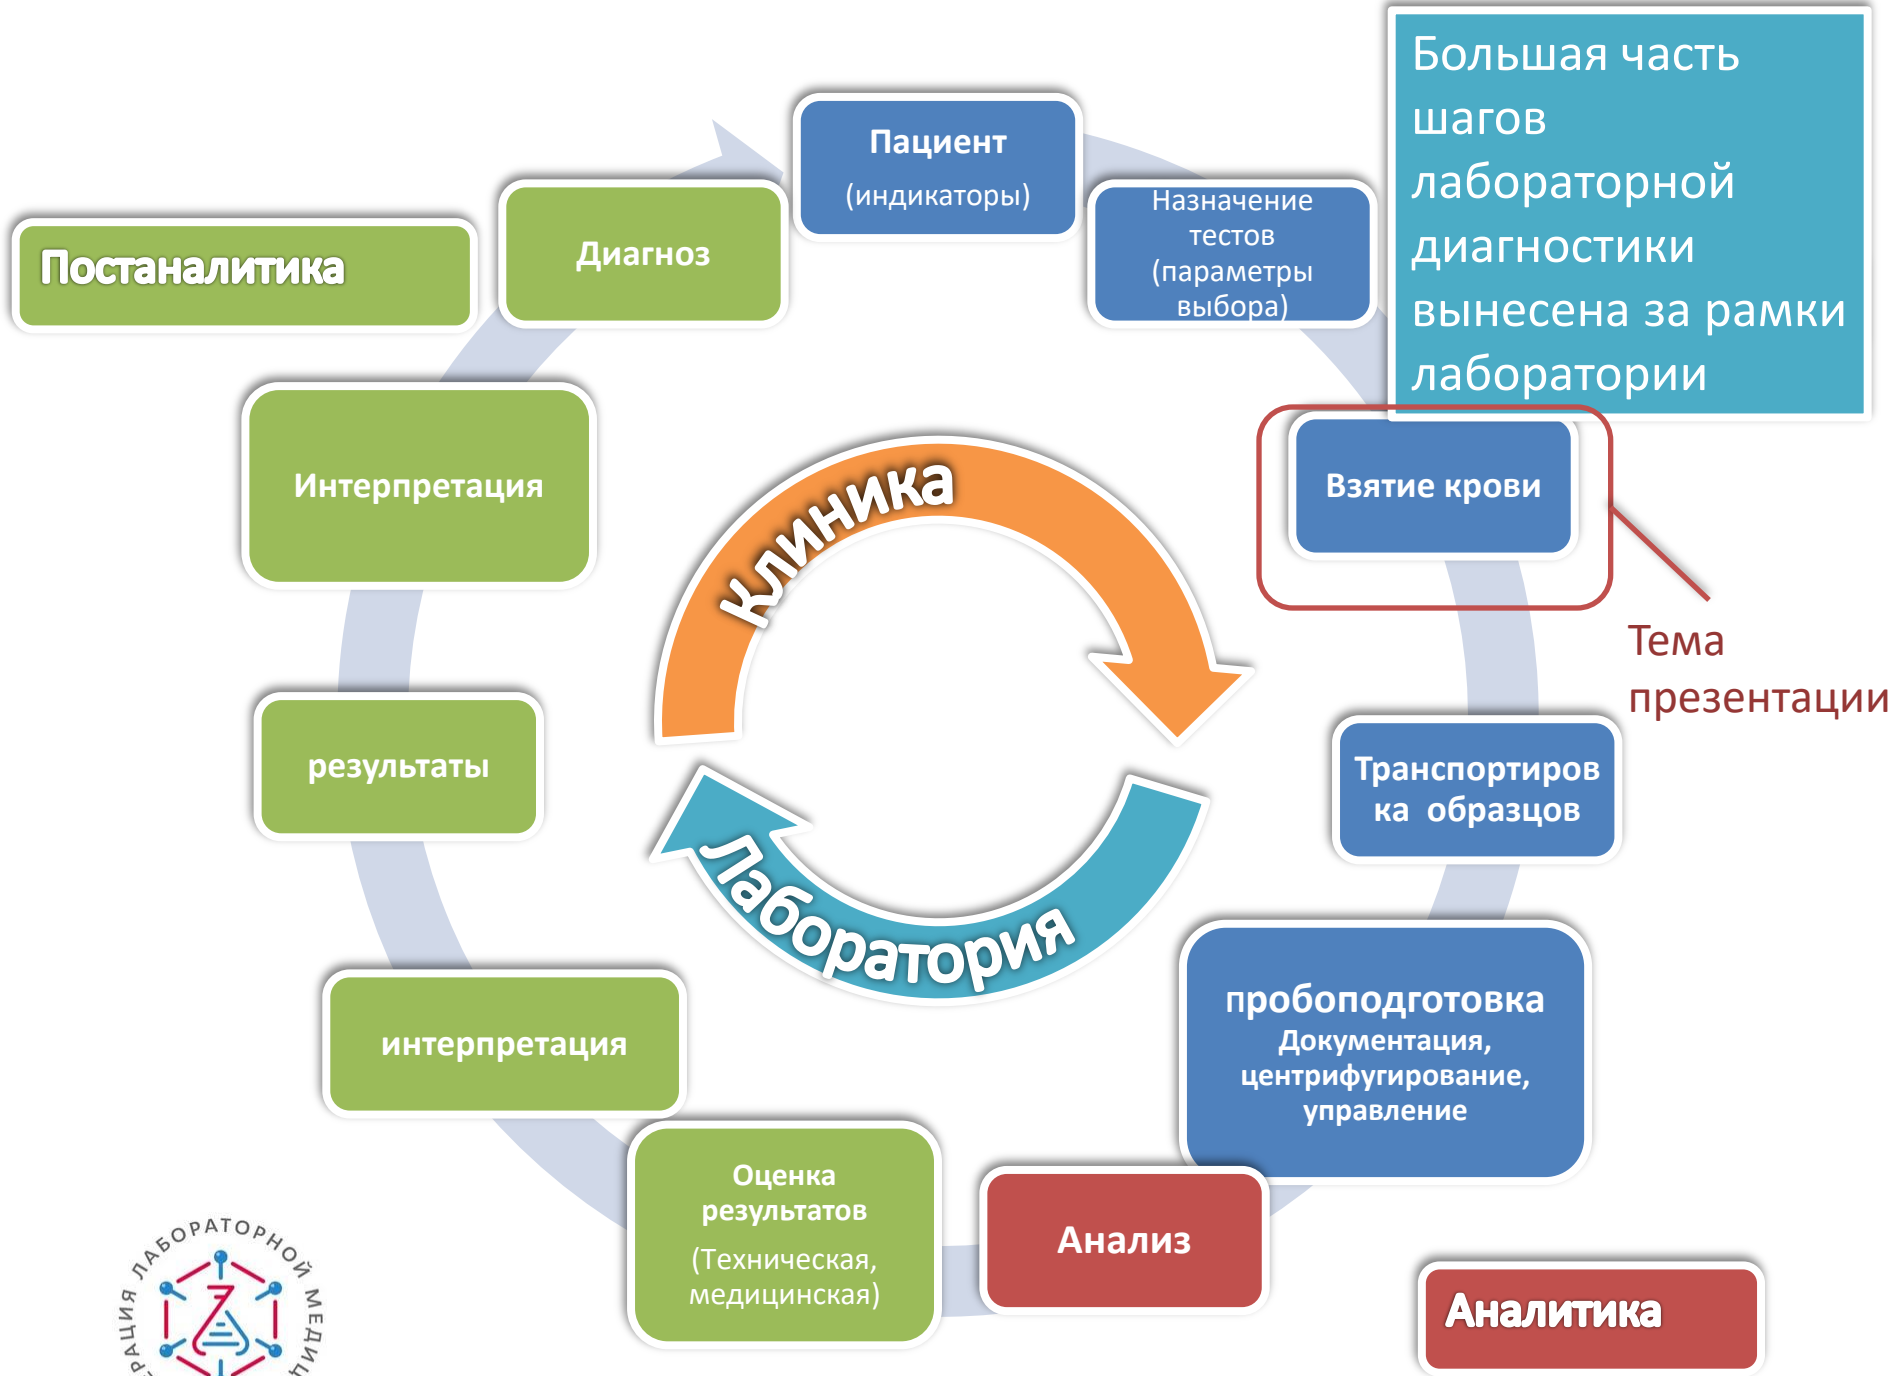 Большая часть
шагов
лабораторной
диагностики
вынесена за рамки
лаборатории
Пациент
(индикаторы)
Назначение
тестов
(параметры
выбора)
Взятие крови
Тема
презентации
Транспортиров
ка образцов
пробоподготовка
Документация,
центрифугирование,
управление
Анализ
Аналитика
Оценка
результатов
(Техническая,
медицинская)
интерпретация
результаты
Интерпретация
Диагноз
Постаналитика
Клиника
Лаборатория
ЛАБОРАТОРНОЙ